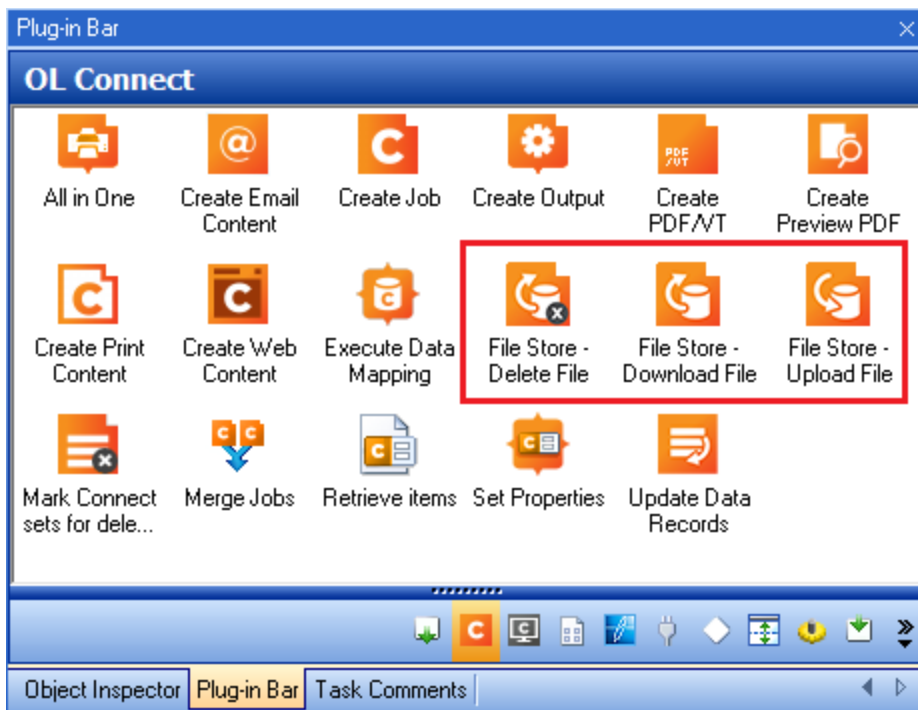 Plug-in Bar
OL Connect
@
C
PDF
/VT
All in One
Create Email
Content
Create Job
Create Output
Create
PDF/VT
Create
Preview PDF
C
C
C
Create Print
Content
Create Web
Content
Execute Data
Mapping
File Store -
Delete File
File Store -
Download File
File Store -
Upload File
C C
C
C
Mark Connect
sets for dele...
Merge Jobs
Retrieve items
Set Properties
Update Data
Records
C
C
Object Inspector
Plug-in Bar
Task Comments